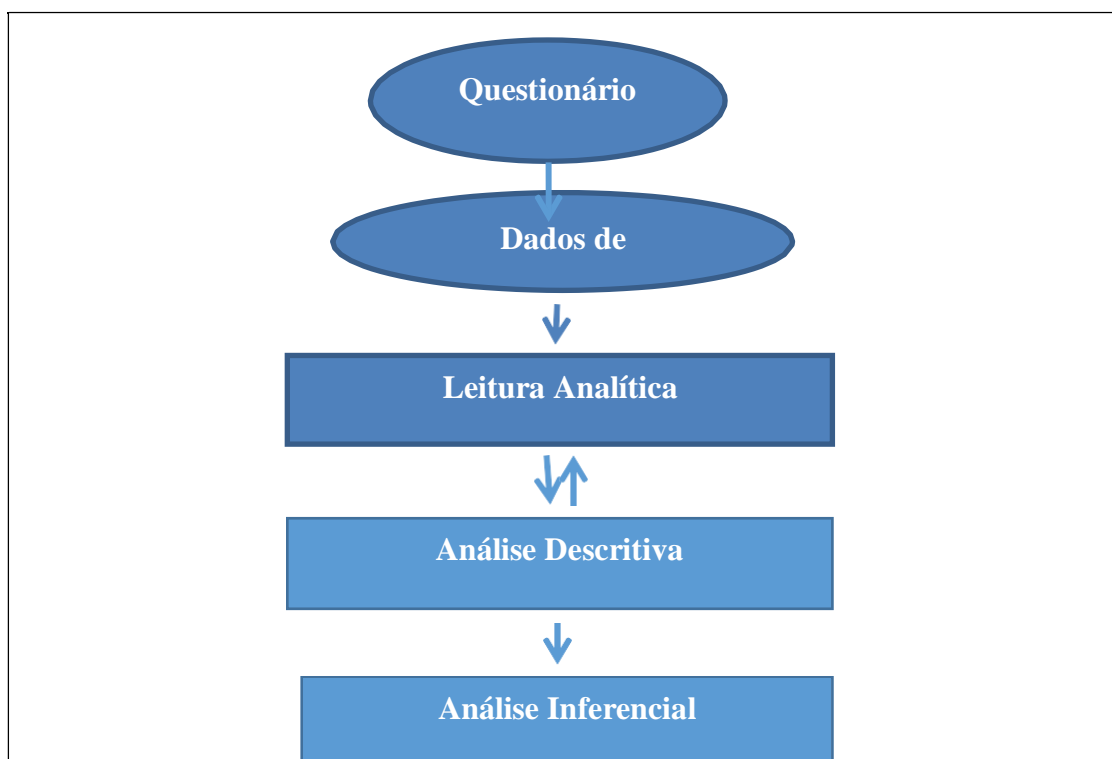 Questionário
Dados de
Leitura Analítica
Análise Descritiva
Análise Inferencial